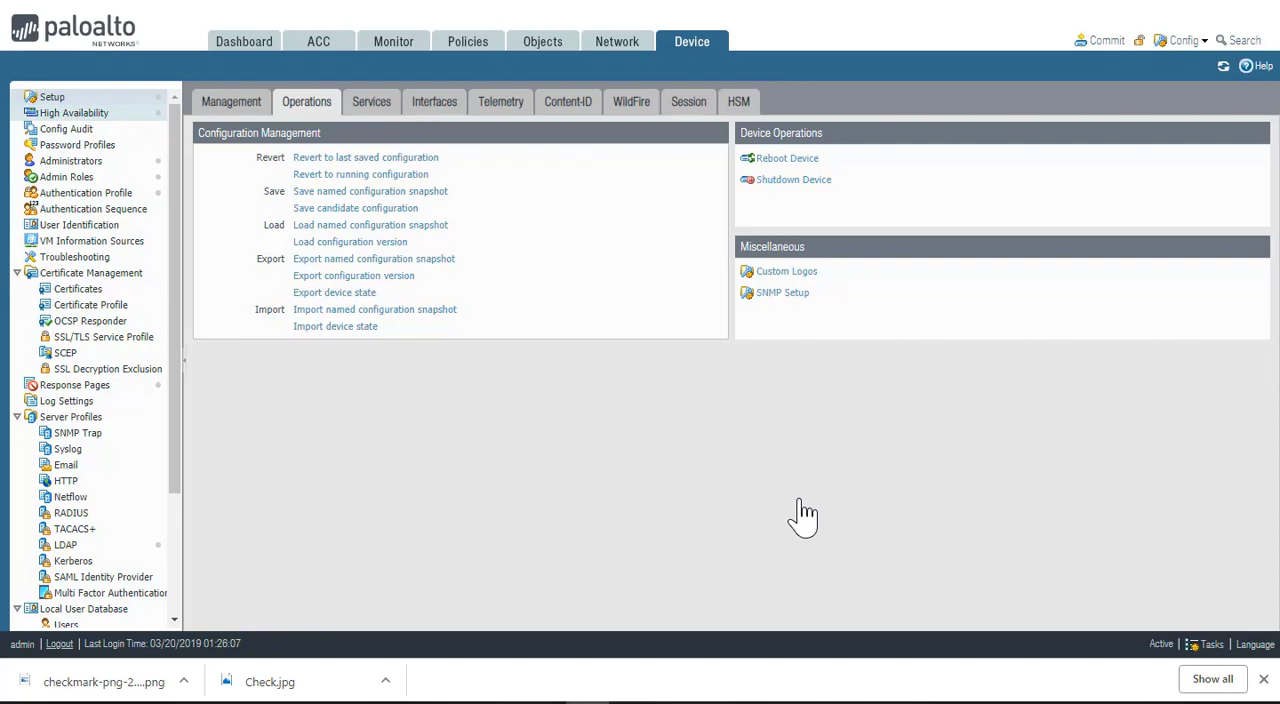 paloalto
NETWORKS
Dashboard ACC Monitor Policies Objects Network Device
Commit Config Search
Help
Setup
High Availability
Config Audit
Password Profiles
Administrators
Admin Roles
Authentication Profile
Authentication Sequence
User Identification
VM Information Sources
Troubleshooting
Certificate Management
Certificates
Certificate Profile
OCSP Responder
SSL/TLS Service Profile
SCEP
SSL Decryption Exclusion
Response Pages
Log Settings
Server Profiles
SNMP Trap
Syslog
Email
HTTP
Netflow
RADIUS
TACACS+
LDAP
Kerberos
SAML Identity Provider
Multi Factor Authentication
Local User Database
Users
Management Operations Services Interfaces Telemetry Content-ID WildFire Session HSM
Configuration Management
Revert Revert to last saved configuration
Revert to running configuration
Save Save named configuration snapshot
Save candidate configuration
Load Load named configuration snapshot
Load configuration version
Export Export named configuration snapshot
Export configuration version
Export device state
Import Import named configuration snapshot
Import device state
Device Operations
Reboot Device
Shutdown Device
Miscellaneous
Custom Logos
SNMP Setup
admin | Logout | Last Login Time: 03/20/2019 01:26:07
Active | Tasks | Language
checkmark-png-2....png
Check.jpg
Show all